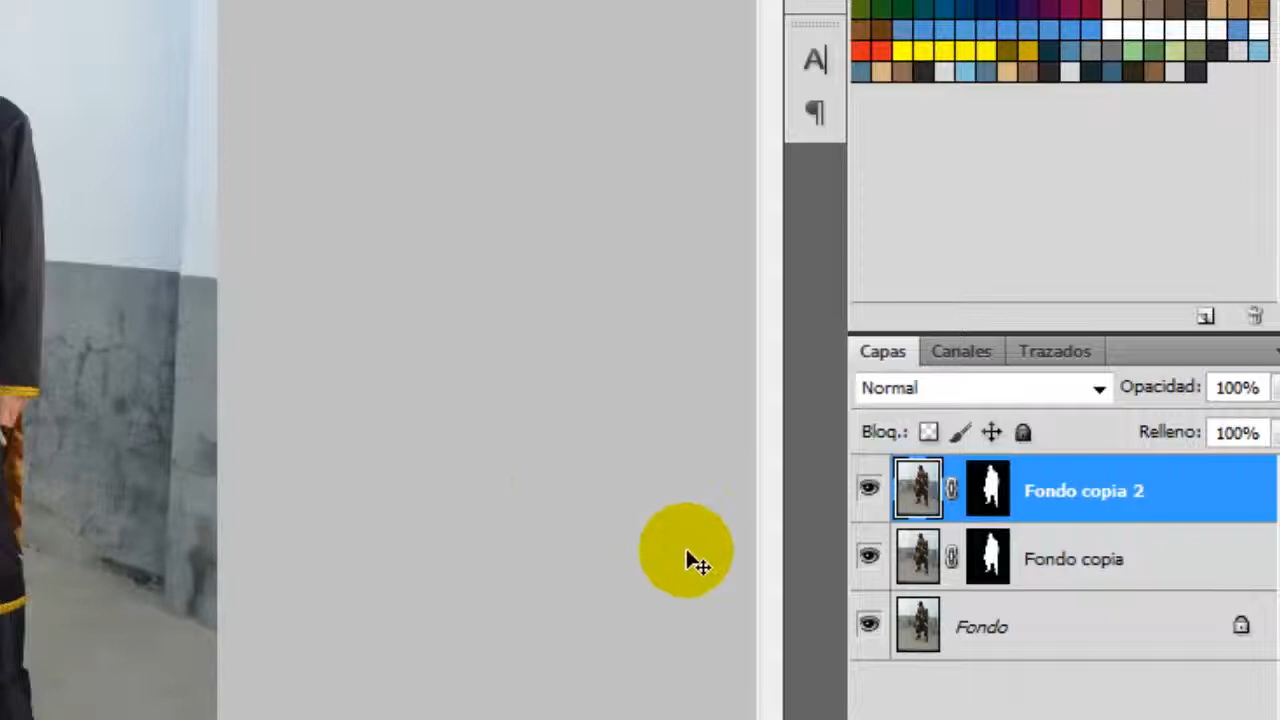 A
¶
Capas Canales Trazados
Normal Opacidad: 100%
Bloq.: Relleno: 100%
Fondo copia 2
Fondo copia
Fondo